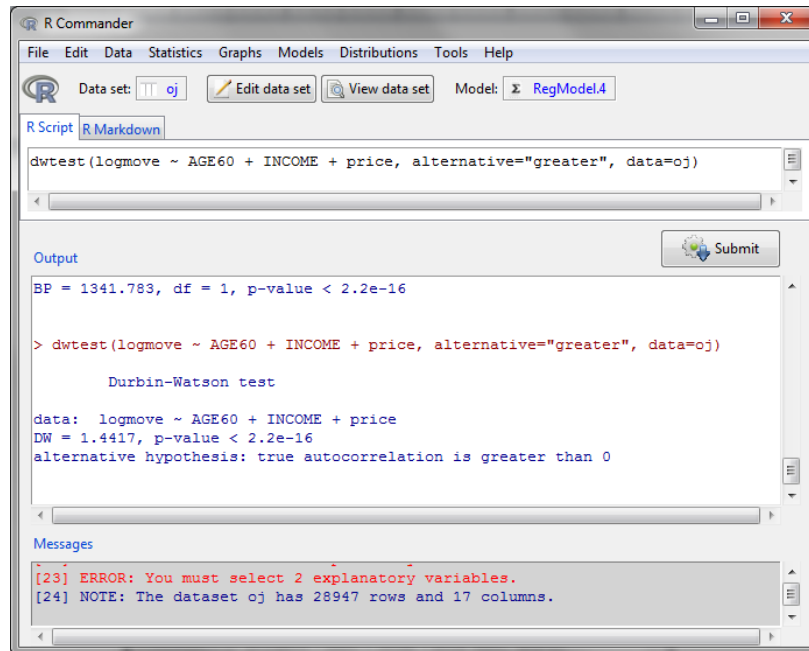 R Commander
File Edit Data Statistics Graphs Models Distributions Tools Help
R Data set: oj Edit data set View data set Model: Σ RegModel.4
R Script R Markdown
dwtest(logmove ~ AGE60 + INCOME + price, alternative="greater", data=oj)
Submit
Output
BP = 1341.783, df = 1, p-value < 2.2e-16
> dwtest(logmove ~ AGE60 + INCOME + price, alternative="greater", data=oj)
Durbin-Watson test
data: logmove ~ AGE60 + INCOME + price
DW = 1.4417, p-value < 2.2e-16
alternative hypothesis: true autocorrelation is greater than 0
Messages
[23] ERROR: You must select 2 explanatory variables.
[24] NOTE: The dataset oj has 28947 rows and 17 columns.